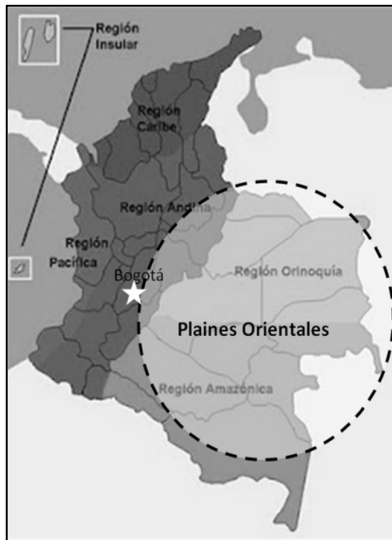 Región
Insular
Región
Caribe
Región Andina
Región
Pacífica
Bogotá
Región Orinoquía
Plaines Orientales
Región Amazónica